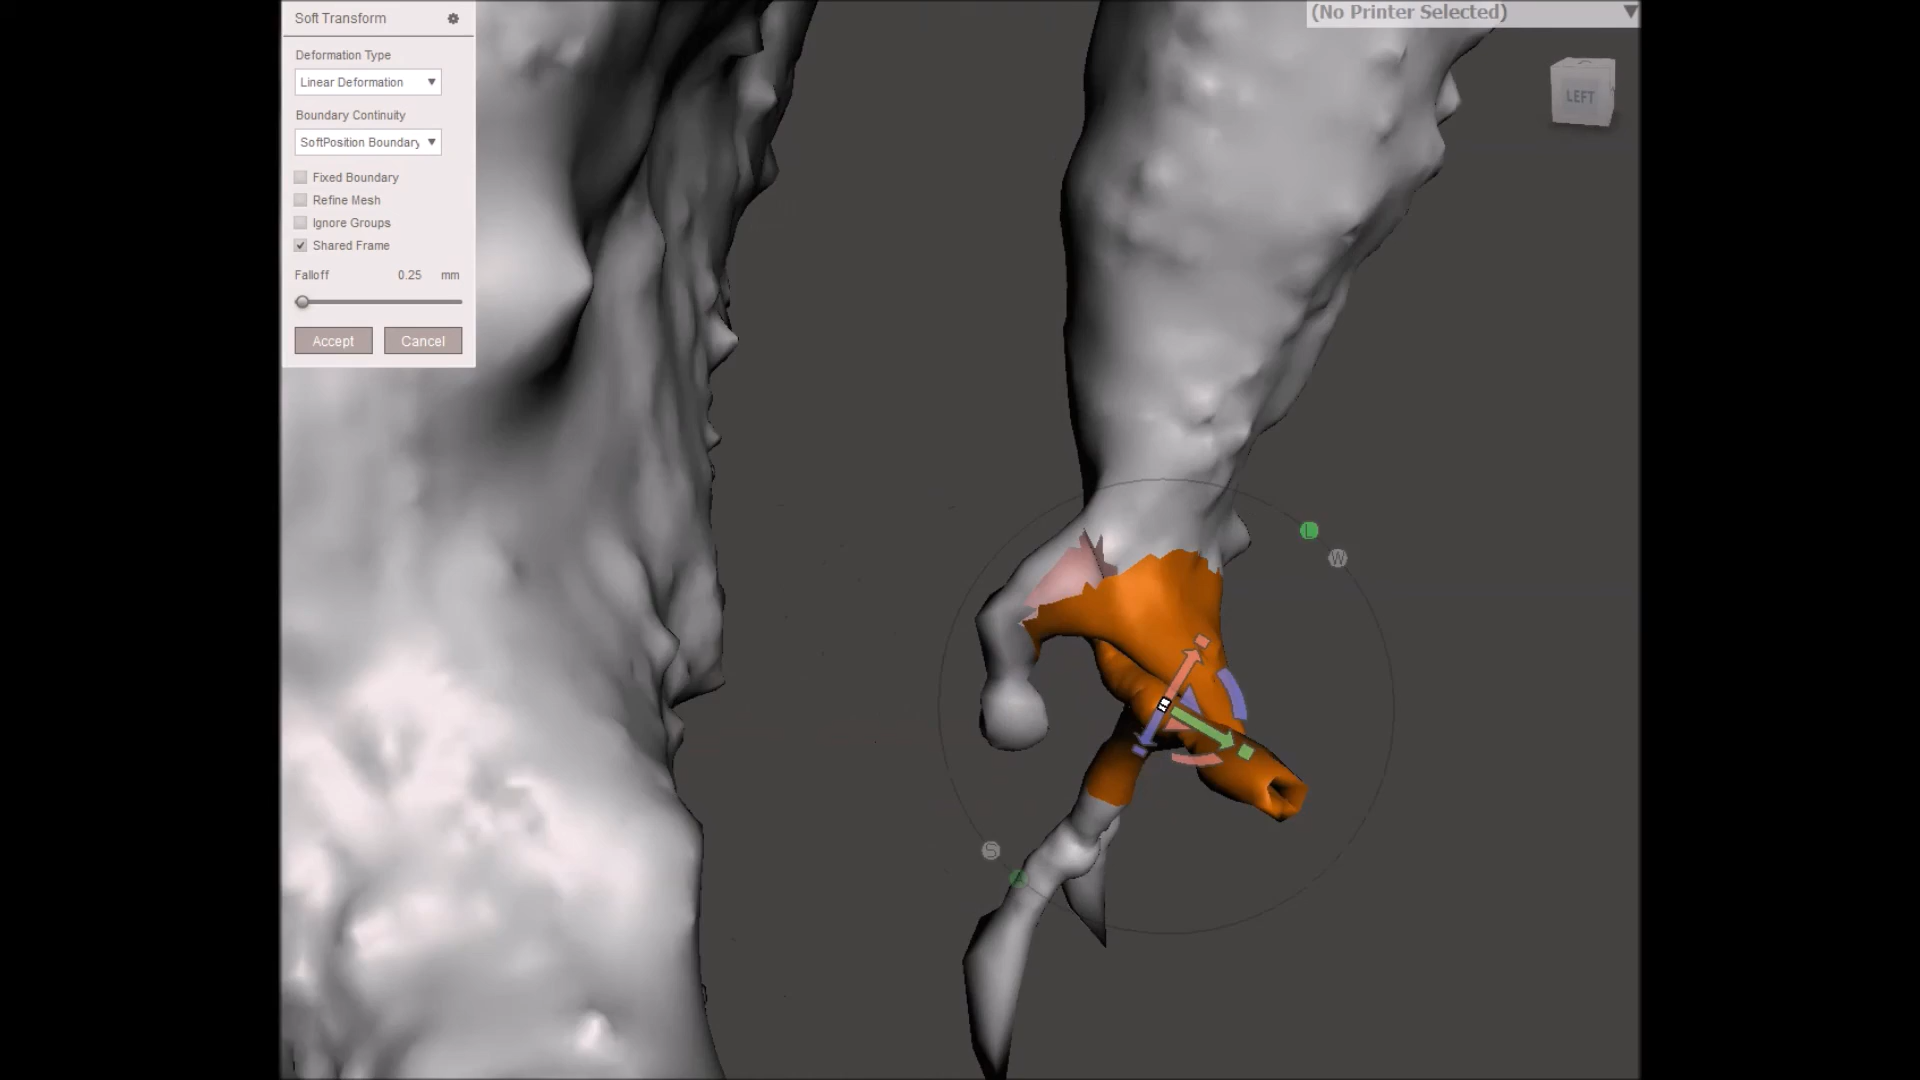 Soft Transform
(No Printer Selected)
Deformation Type
Linear Deformation
LEFT
Boundary Continuity
SoftPosition Boundary
Fixed Boundary
Refine Mesh
Ignore Groups
Shared Frame
Falloff 0.25 mm
Accept Cancel
L
W
S
A